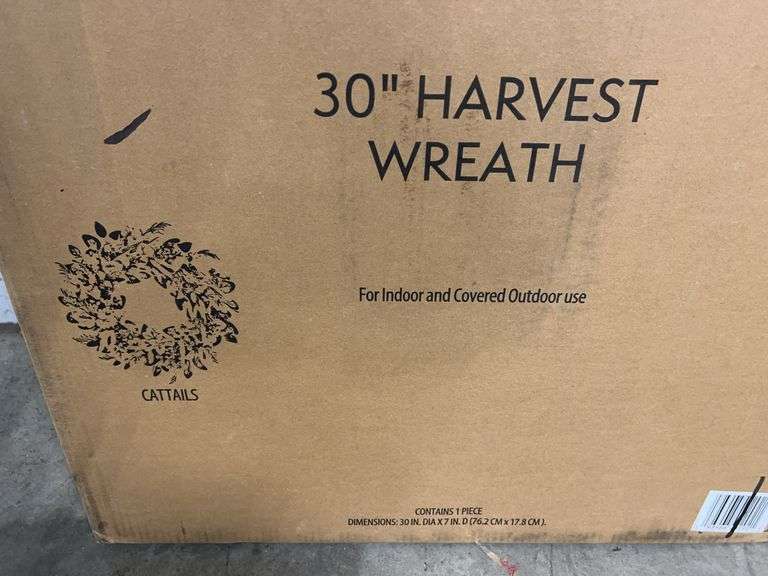 30" HARVEST
WREATH
For Indoor and Covered Outdoor use
CATTAILS
CONTAINS 1 PIECE
DIMENSIONS: 30 IN. DIA X 7 IN. D (76.2 CM x 17.8 CM ).